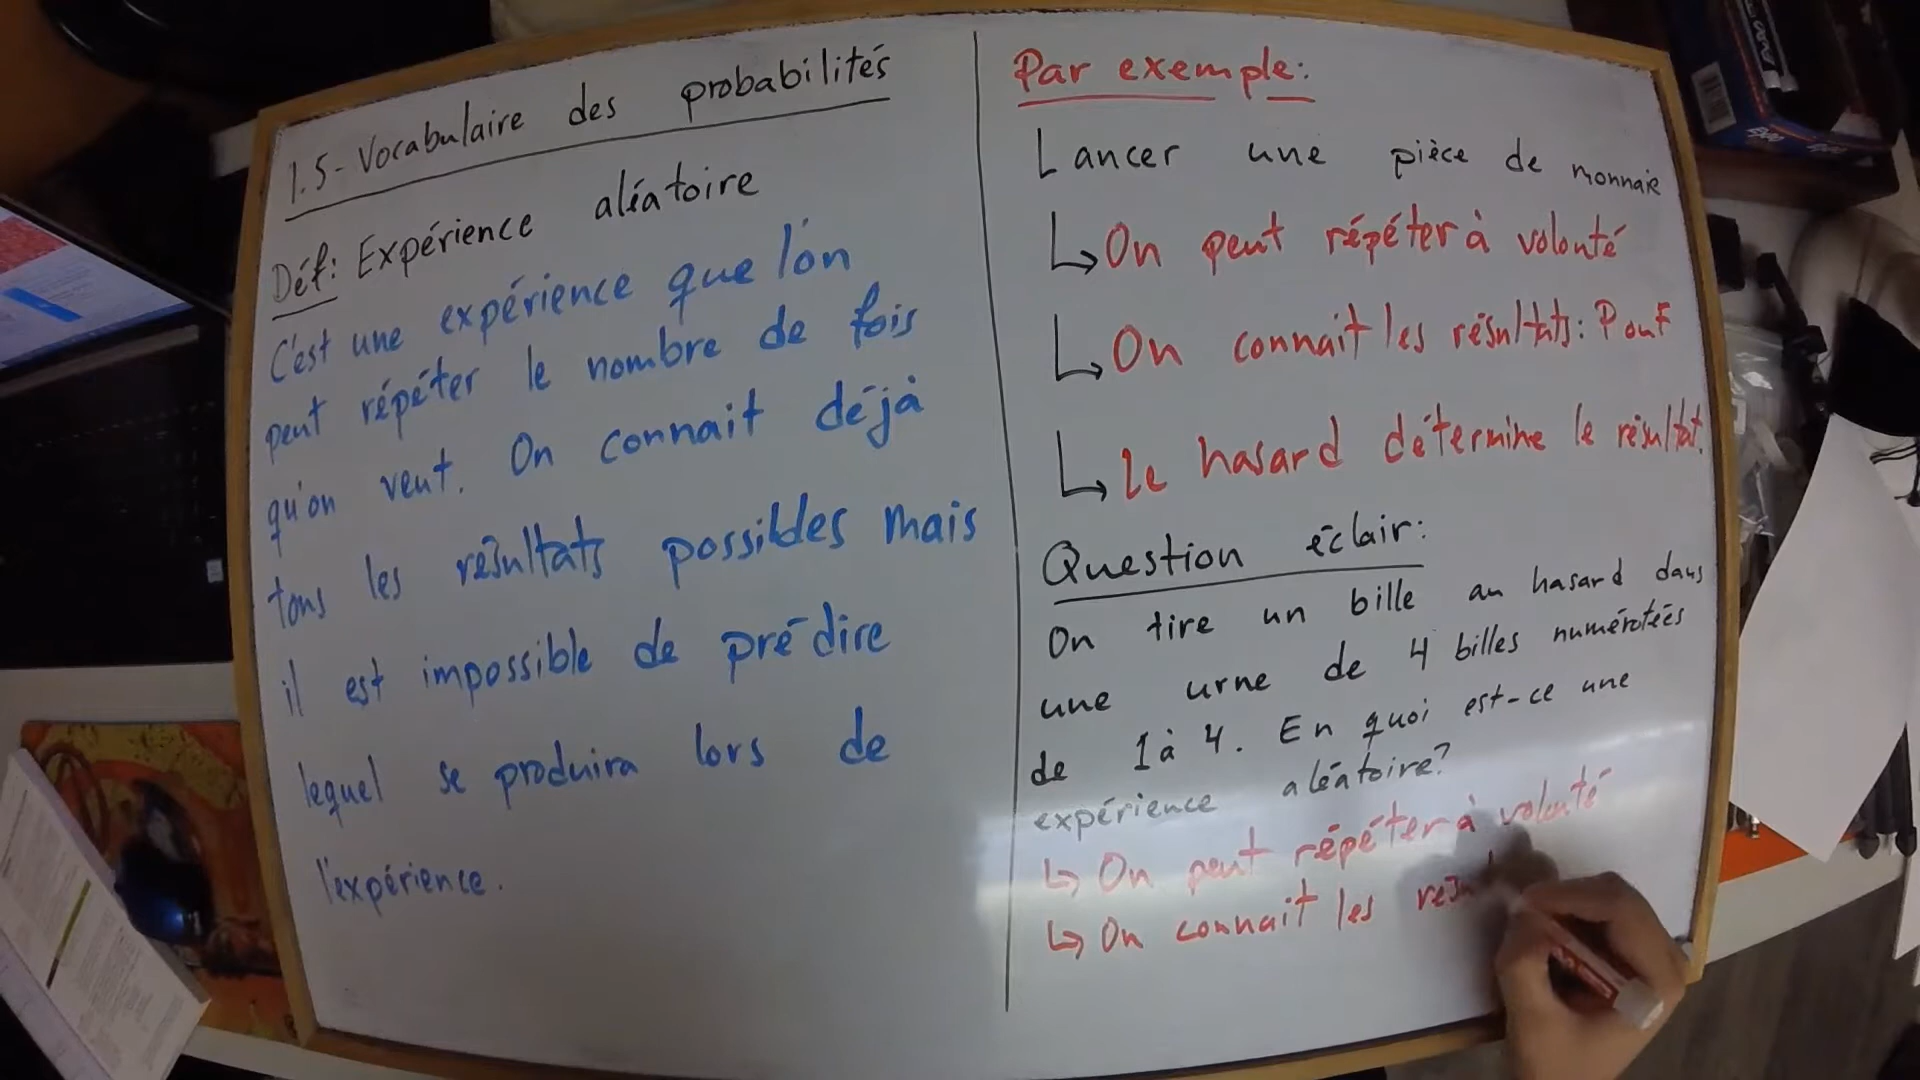 1.5- Vocabulaire des probabilités
Déf: Expérience aléatoire
C'est une expérience que l'on
peut répéter le nombre de fois
qu'on veut. On connait déjà
tous les résultats possibles mais
il est impossible de prédire
lequel se produira lors de
l'expérience.
Par exemple:
Lancer une pièce de monnaie
↳ On peut répéter à volonté
↳ On connait les résultats: P ou F
↳ Le hasard détermine le résultat.
Question éclair:
On tire un bille au hasard dans
une urne de 4 billes numérotées
de 1 à 4. En quoi est-ce une
expérience aléatoire?
↳ On peut répéter à volonté
↳ On connait les
EXPO